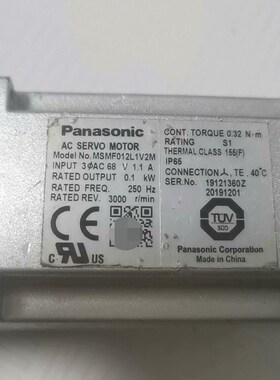 Panasonic
AC SERVO MOTOR
Model No. MSMF012L1V2M
INPUT 3ΦAC 68 V 1.1 A
RATED OUTPUT 0.1 kW
RATED FREQ. 250 Hz
RATED REV. 3000 r/min
CONT. TORQUE 0.32 N·m
RATING S1
THERMAL CLASS 155(F)
IP65
CONNECTION⅄, TE, 40℃
SER.No. 19121360Z
20191201
CE
C RU US
TÜV
SÜD
Panasonic Corporation
Made in China